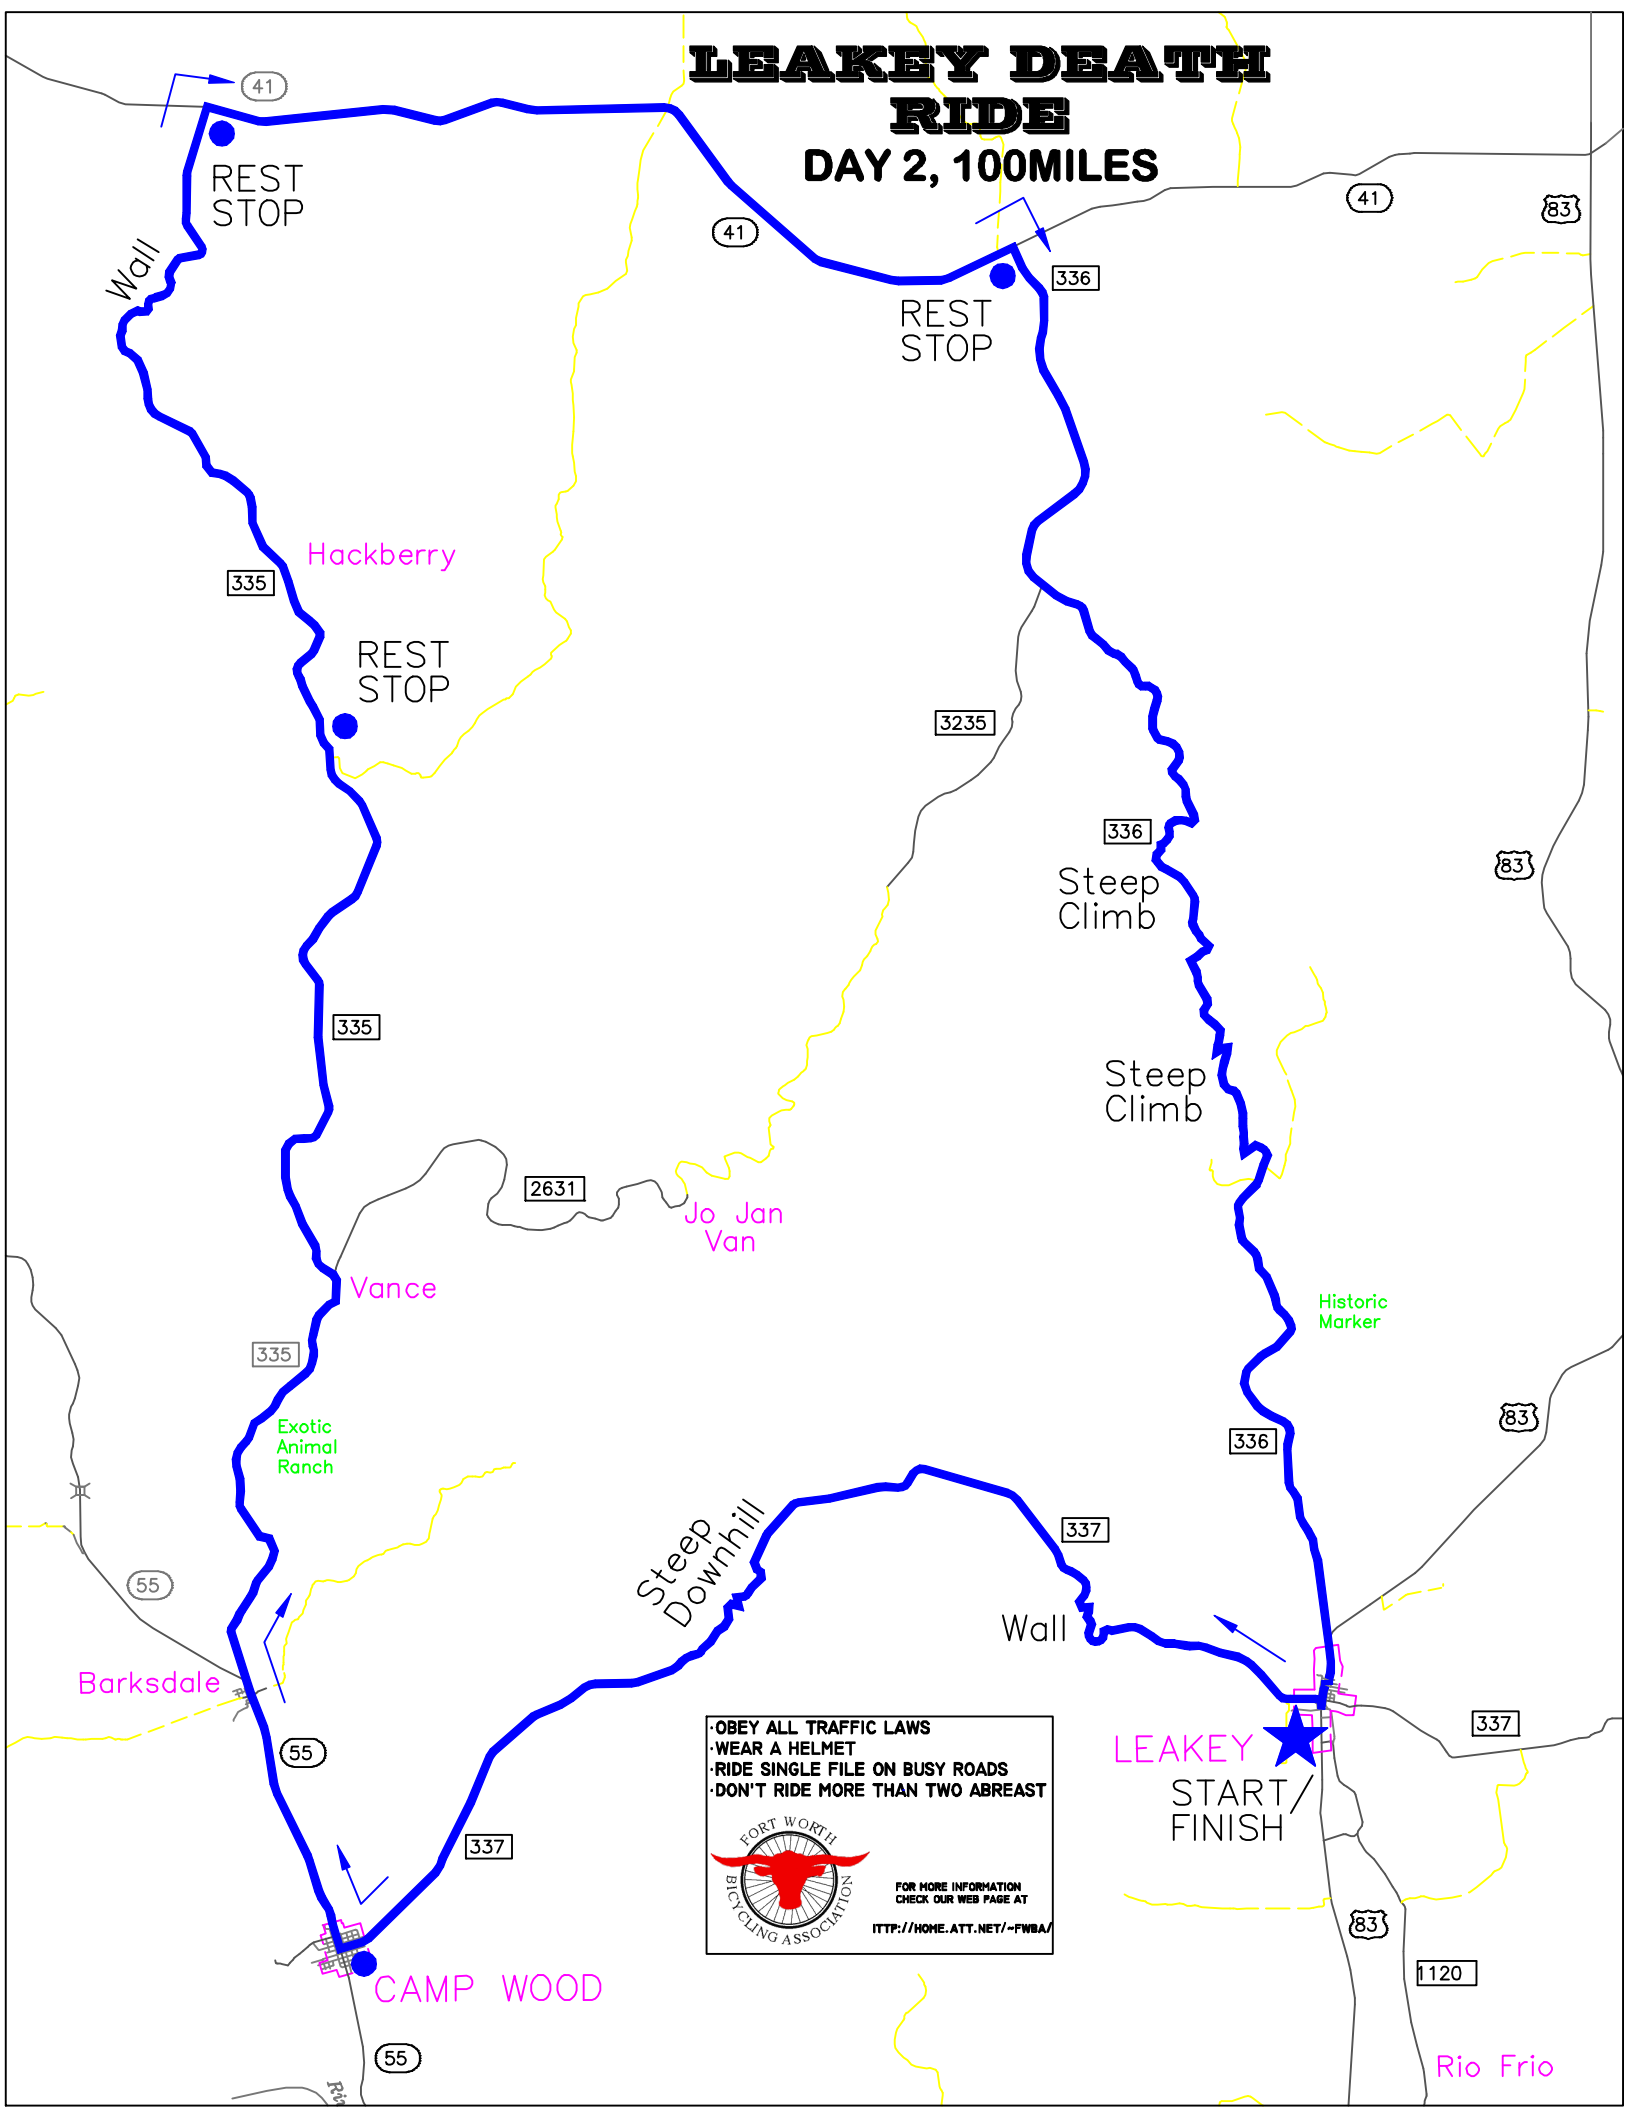 LEAKEY DEATH
RIDE
DAY 2, 100MILES
41
REST
STOP
Wall
41
41
83
336
REST
STOP
Hackberry
335
REST
STOP
3235
336
83
Steep
Climb
335
Steep
Climb
2631
Jo Jan
Van
Vance
Historic
Marker
335
Exotic
Animal
Ranch
83
336
Steep
Downhill
337
55
Wall
Barksdale
55
LEAKEY
START/
FINISH
337
·OBEY ALL TRAFFIC LAWS
·WEAR A HELMET
·RIDE SINGLE FILE ON BUSY ROADS
·DON'T RIDE MORE THAN TWO ABREAST
FORT WORTH
BICYCLING ASSOCIATION
FOR MORE INFORMATION
CHECK OUR WEB PAGE AT
ITTP://HOME.ATT.NET/~FWBA/
337
83
CAMP WOOD
1120
55
Rio Frio